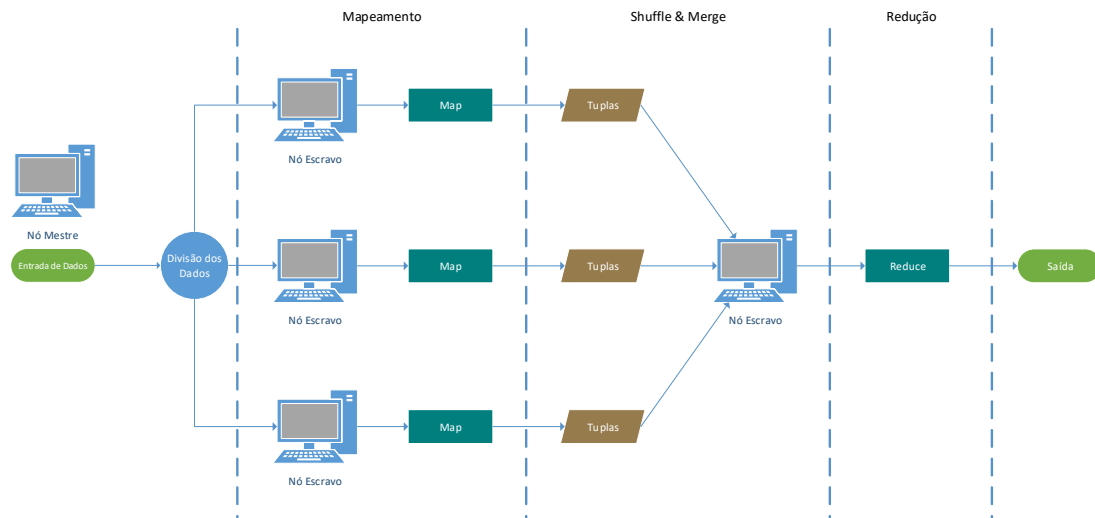 Mapeamento
Shuffle & Merge
Redução
Map
Tuplas
Nó Escravo
Nó Mestre
Entrada de Dados
Divisão dos
Dados
Map
Tuplas
Reduce
Saída
Nó Escravo
Nó Escravo
Map
Tuplas
Nó Escravo